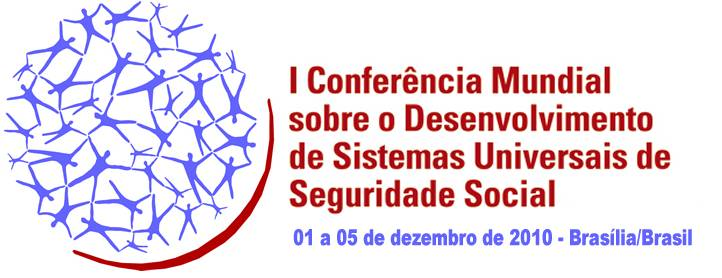 I Conferência Mundial
sobre o Desenvolvimento
de Sistemas Universais de
Seguridade Social
01 a 05 de dezembro de 2010 - Brasília/Brasil